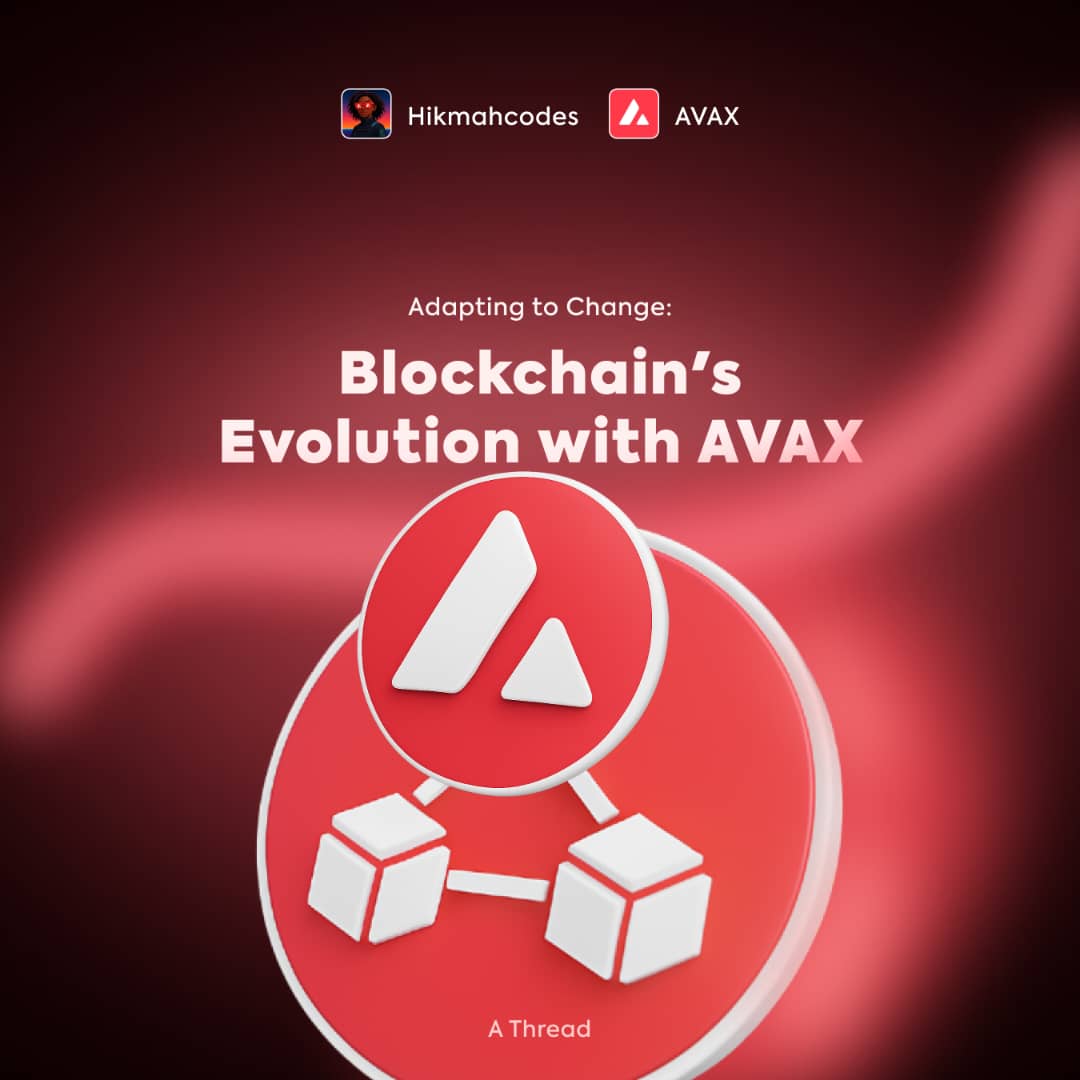 Hikmahcodes AVAX
Adapting to Change:
Blockchain’s
Evolution with AVAX
A Thread